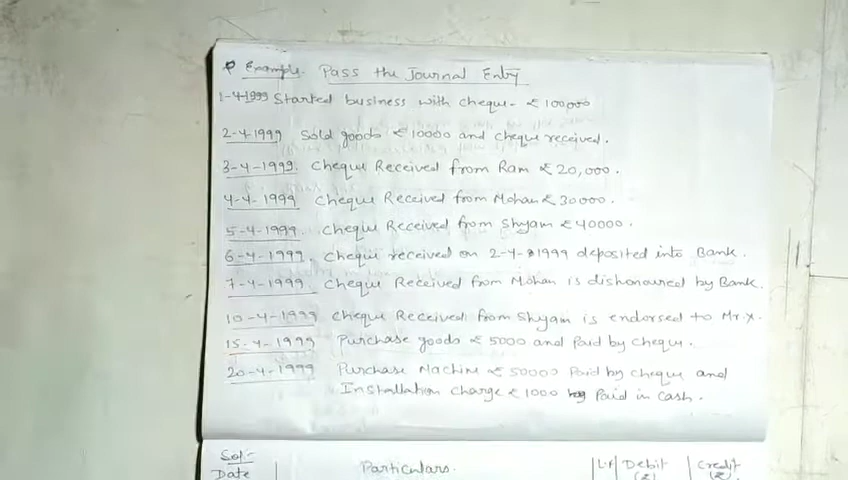 Example. Pass the Journal Entry
1-4-1999 Started business with cheque - ₹ 100000
2-4-1999 Sold goods ₹ 10000 and cheque received.
3-4-1999. Cheque Received from Ram ₹ 20,000.
4-4-1999 Cheque Received from Mohan ₹ 30000.
5-4-1999. Cheque Received from Shyam ₹ 40000.
6-4-1999. Cheque received on 2-4-1999 deposited into Bank.
7-4-1999. Cheque Received from Mohan is dishonoured by Bank.
10-4-1999 Cheque Received from Shyam is endorsed to Mr. X.
15-4-1999 Purchase goods ₹ 5000 and Paid by Cheque.
20-4-1999 Purchase Machine ₹ 50000 Paid by cheque and
Installation charge ₹ 1000 Paid in Cash.
Sol:-
Date Particulars. L.F Debit (₹) Credit (₹)